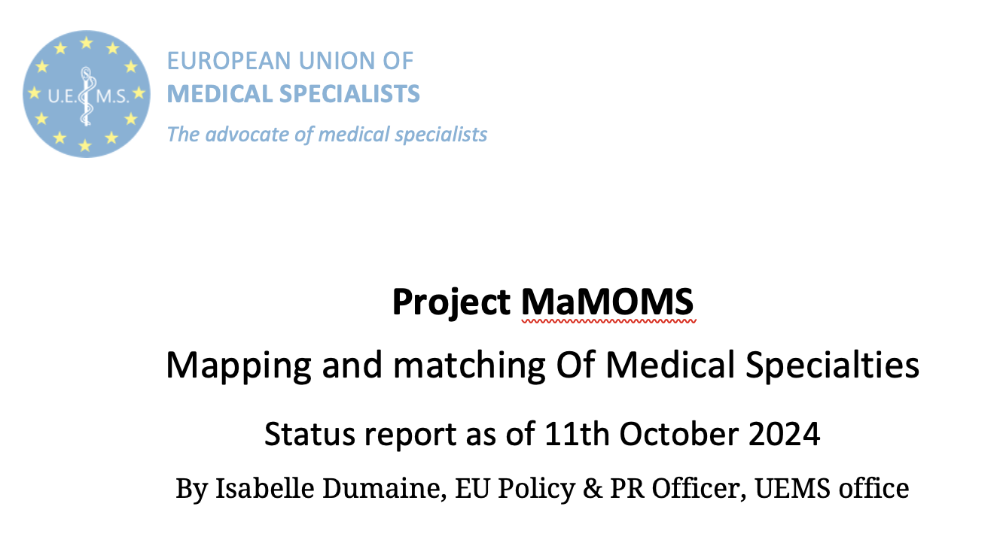 U.E. M.S.
EUROPEAN UNION OF
MEDICAL SPECIALISTS
The advocate of medical specialists
Project MaMOMS
Mapping and matching Of Medical Specialties
Status report as of 11th October 2024
By Isabelle Dumaine, EU Policy & PR Officer, UEMS office